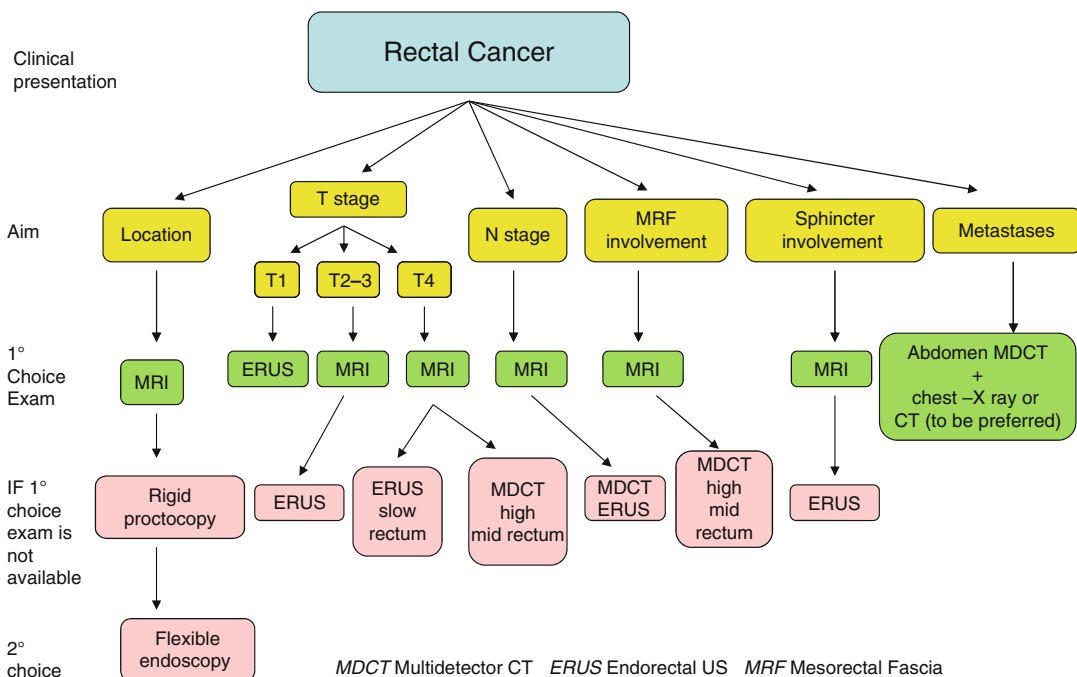 Clinical
presentation
Rectal Cancer
Aim
Location
T stage
T1
T2–3
T4
N stage
MRF
involvement
Sphincter
involvement
Metastases
1°
Choice
Exam
MRI
ERUS
MRI
MRI
MRI
MRI
MRI
Abdomen MDCT
+
chest –X ray or
CT (to be preferred)
IF 1°
choice
exam is
not
available
Rigid
proctocopy
ERUS
ERUS
slow
rectum
MDCT
high
mid rectum
MDCT
ERUS
MDCT
high
mid
rectum
ERUS
2°
choice
Flexible
endoscopy
MDCT Multidetector CT ERUS Endorectal US MRF Mesorectal Fascia